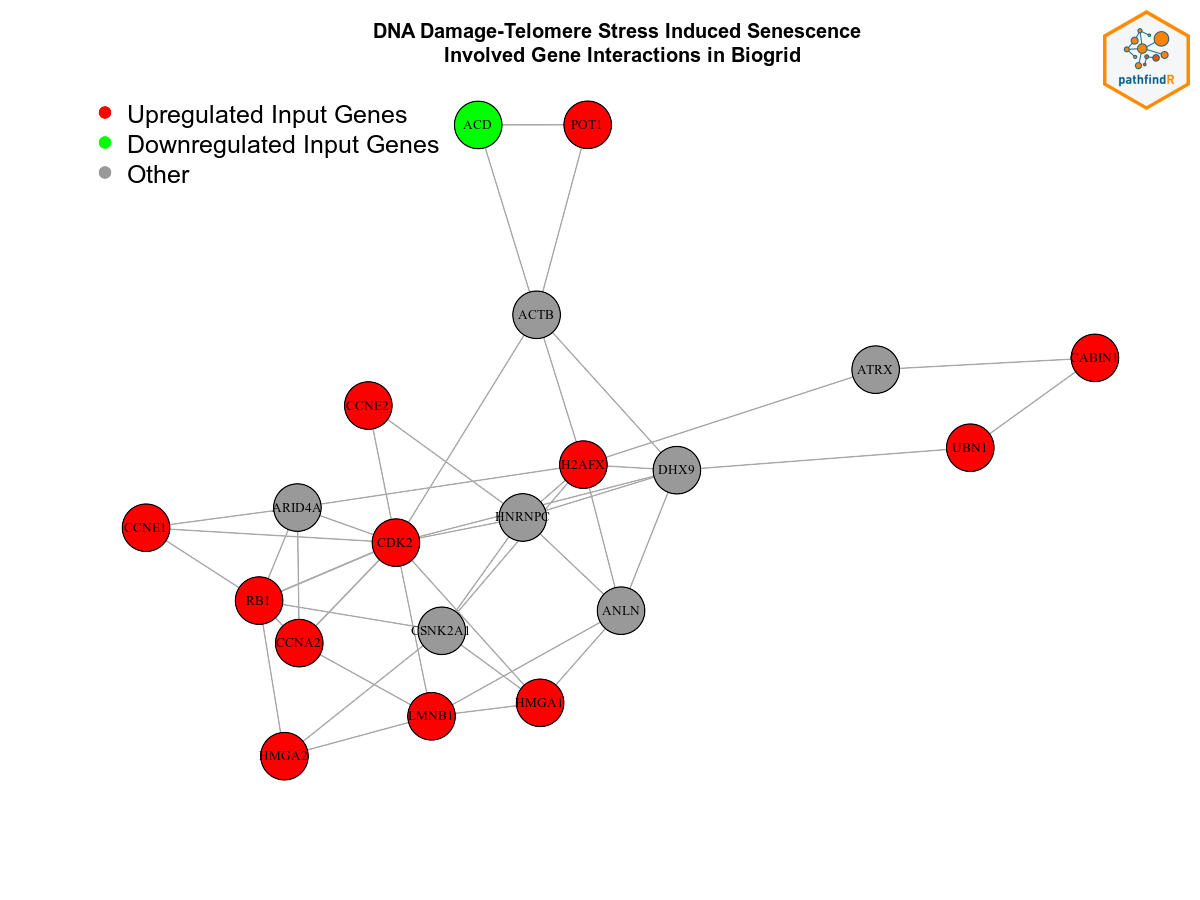 DNA Damage-Telomere Stress Induced Senescence
Involved Gene Interactions in Biogrid
pathfindR
Upregulated Input Genes
Downregulated Input Genes
Other
ACD
POT1
ACTB
CABIN1
ATRX
CCNE2
UBN1
H2AFX
DHX9
ARID4A
HNRNPC
CCNE1
CDK2
RB1
ANLN
CSNK2A1
CCNA2
HMGA1
LMNB1
HMGA2